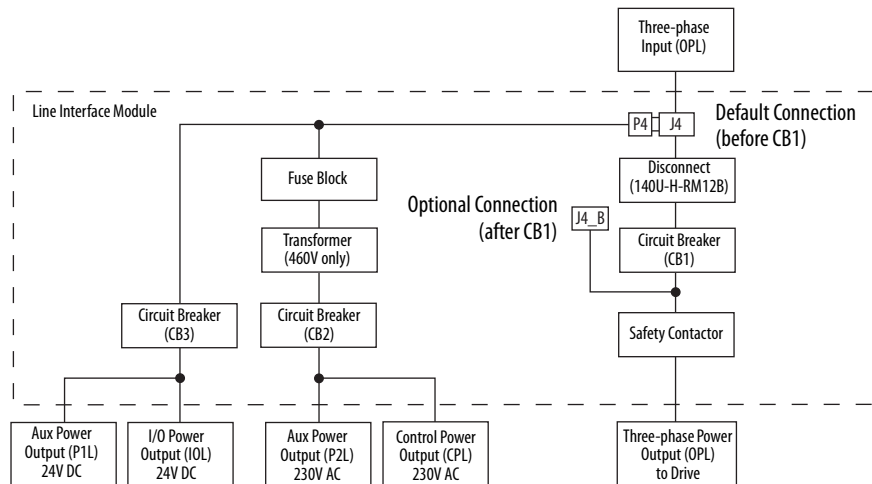 Three-phase
Input (OPL)
Line Interface Module
P4
J4
Default Connection
(before CB1)
Fuse Block
Disconnect
(140U-H-RM12B)
Optional Connection
(after CB1)
J4_B
Transformer
(460V only)
Circuit Breaker
(CB1)
Circuit Breaker
(CB3)
Circuit Breaker
(CB2)
Safety Contactor
Aux Power
Output (P1L)
24V DC
I/O Power
Output (IOL)
24V DC
Aux Power
Output (P2L)
230V AC
Control Power
Output (CPL)
230V AC
Three-phase Power
Output (OPL)
to Drive